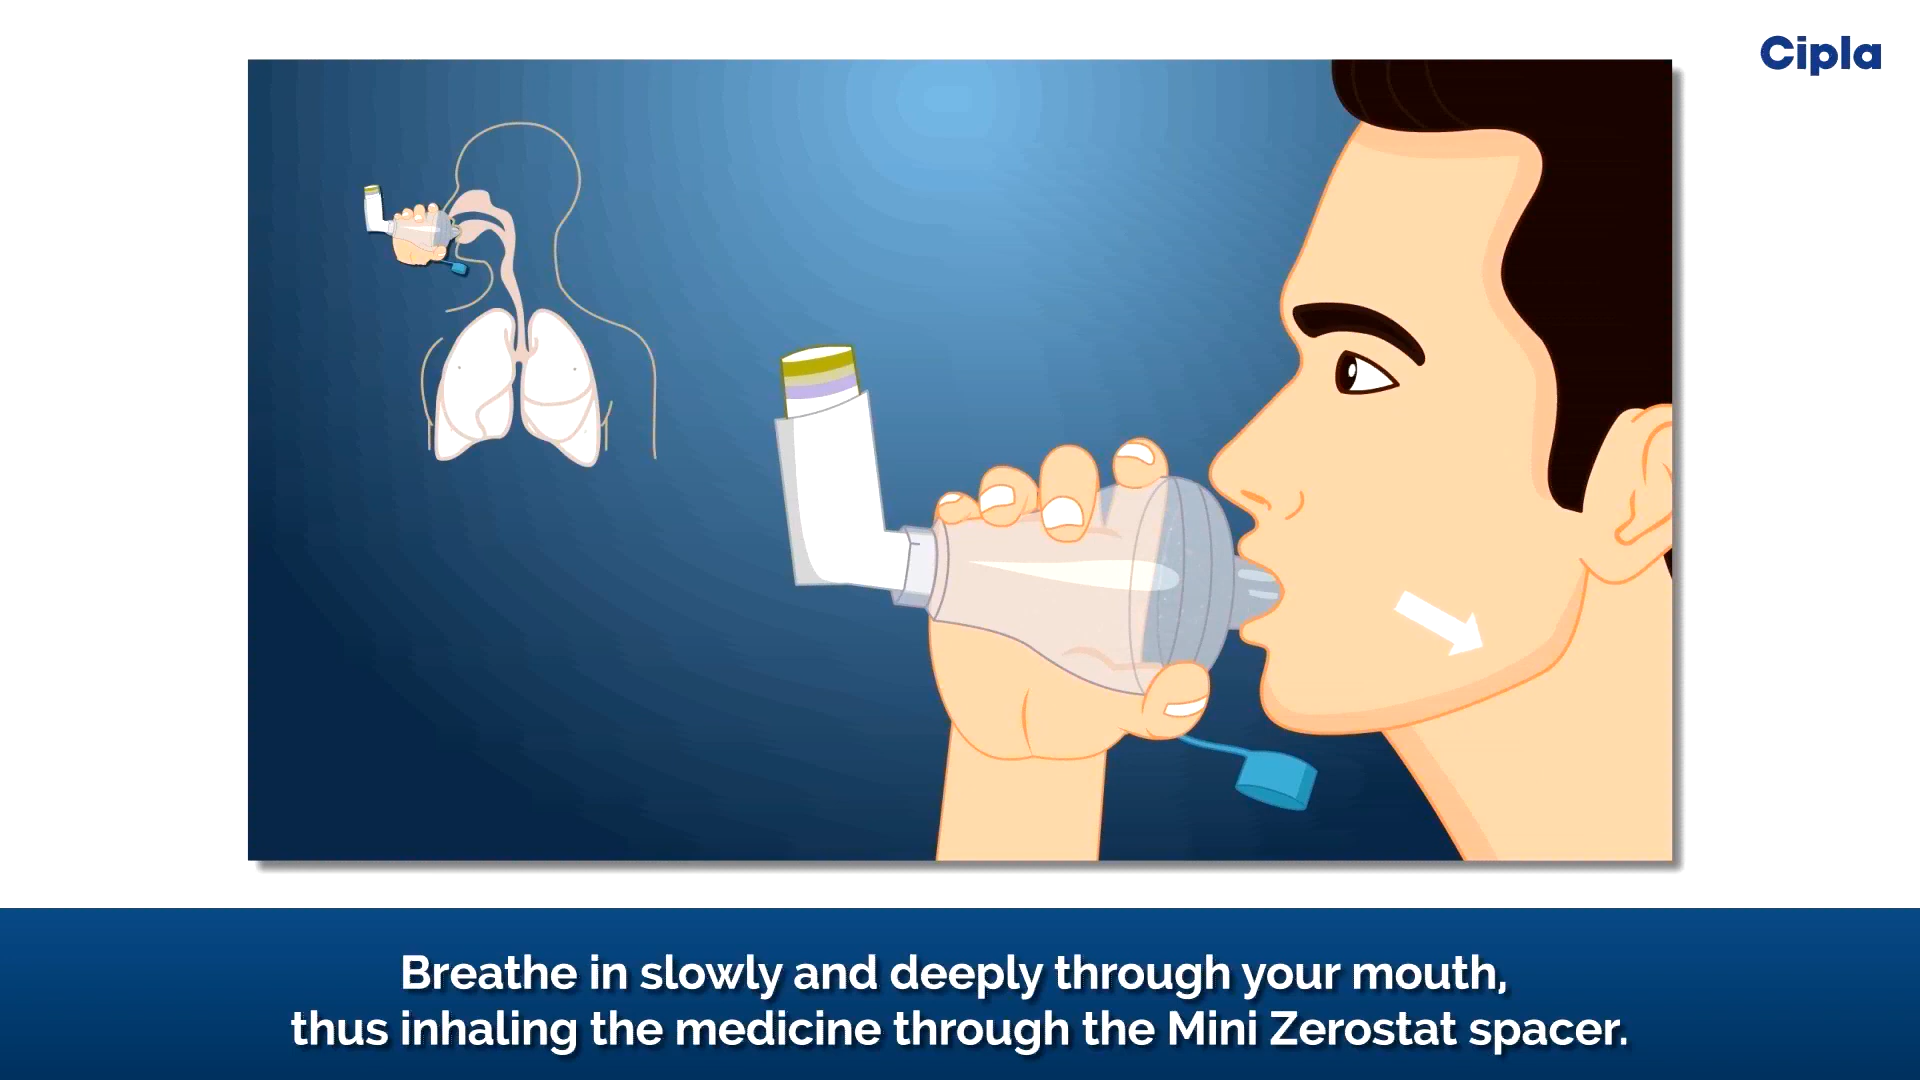 Cipla
Breathe in slowly and deeply through your mouth,
thus inhaling the medicine through the Mini Zerostat spacer.